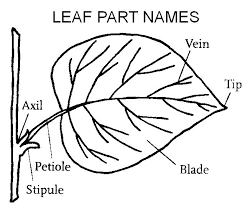 LEAF PART NAMES
Vein
Tip
Axil
Petiole
Blade
Stipule